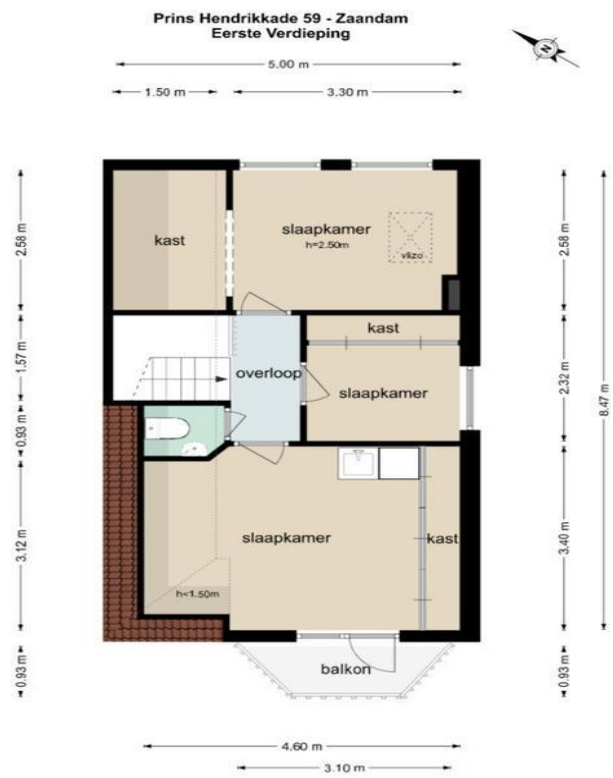 Prins Hendrikkade 59 - Zaandam
Eerste Verdieping
N
5.00 m
1.50 m
3.30 m
2.58 m
2.58 m
kast
slaapkamer
h=2.50m
vlizo
1.57 m
kast
2.32 m
8.47 m
overloop
slaapkamer
0.93 m
3.12 m
slaapkamer
kast
3.40 m
h<1.50m
0.93 m
balkon
0.93 m
4.60 m
3.10 m